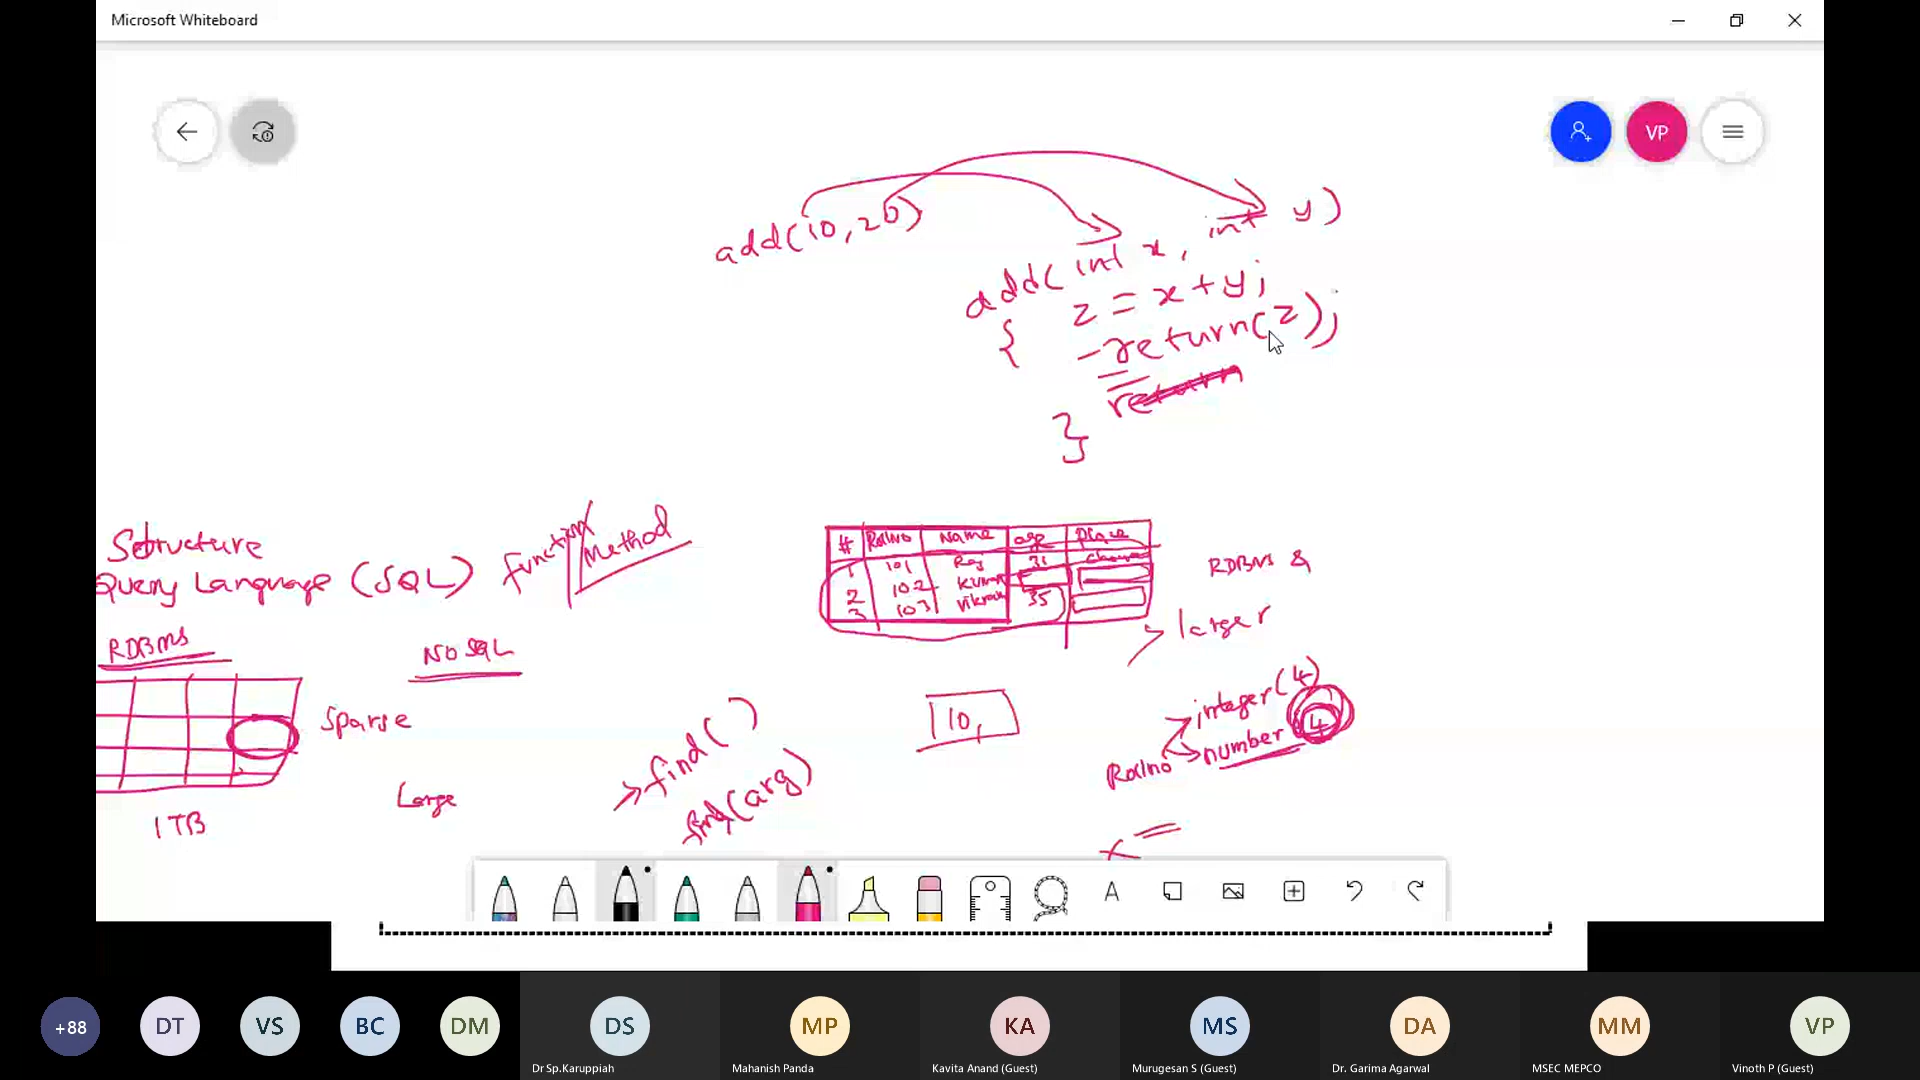 Microsoft Whiteboard
VP
add(10, 20)
add(int x, int y)
{ z = x+y;
return(z);
return
}
Structure
Query Language (SQL)
function
Method
# Rollno Name age place
1 101 Raj 31
2 102 Kumar
3 103 Vikram 35
RDBMS &
> larger
RDBMS
NO SQL
Sparse
Large
1 TB
find( )
find(arg)
10,
integer(4)
number 4
Rollno
A
+88
DT
VS
BC
DM
DS
Dr Sp.Karuppiah
MP
Mahanish Panda
KA
Kavita Anand (Guest)
MS
Murugesan S (Guest)
DA
Dr. Garima Agarwal
MM
MSEC MEPCO
VP
Vinoth P (Guest)